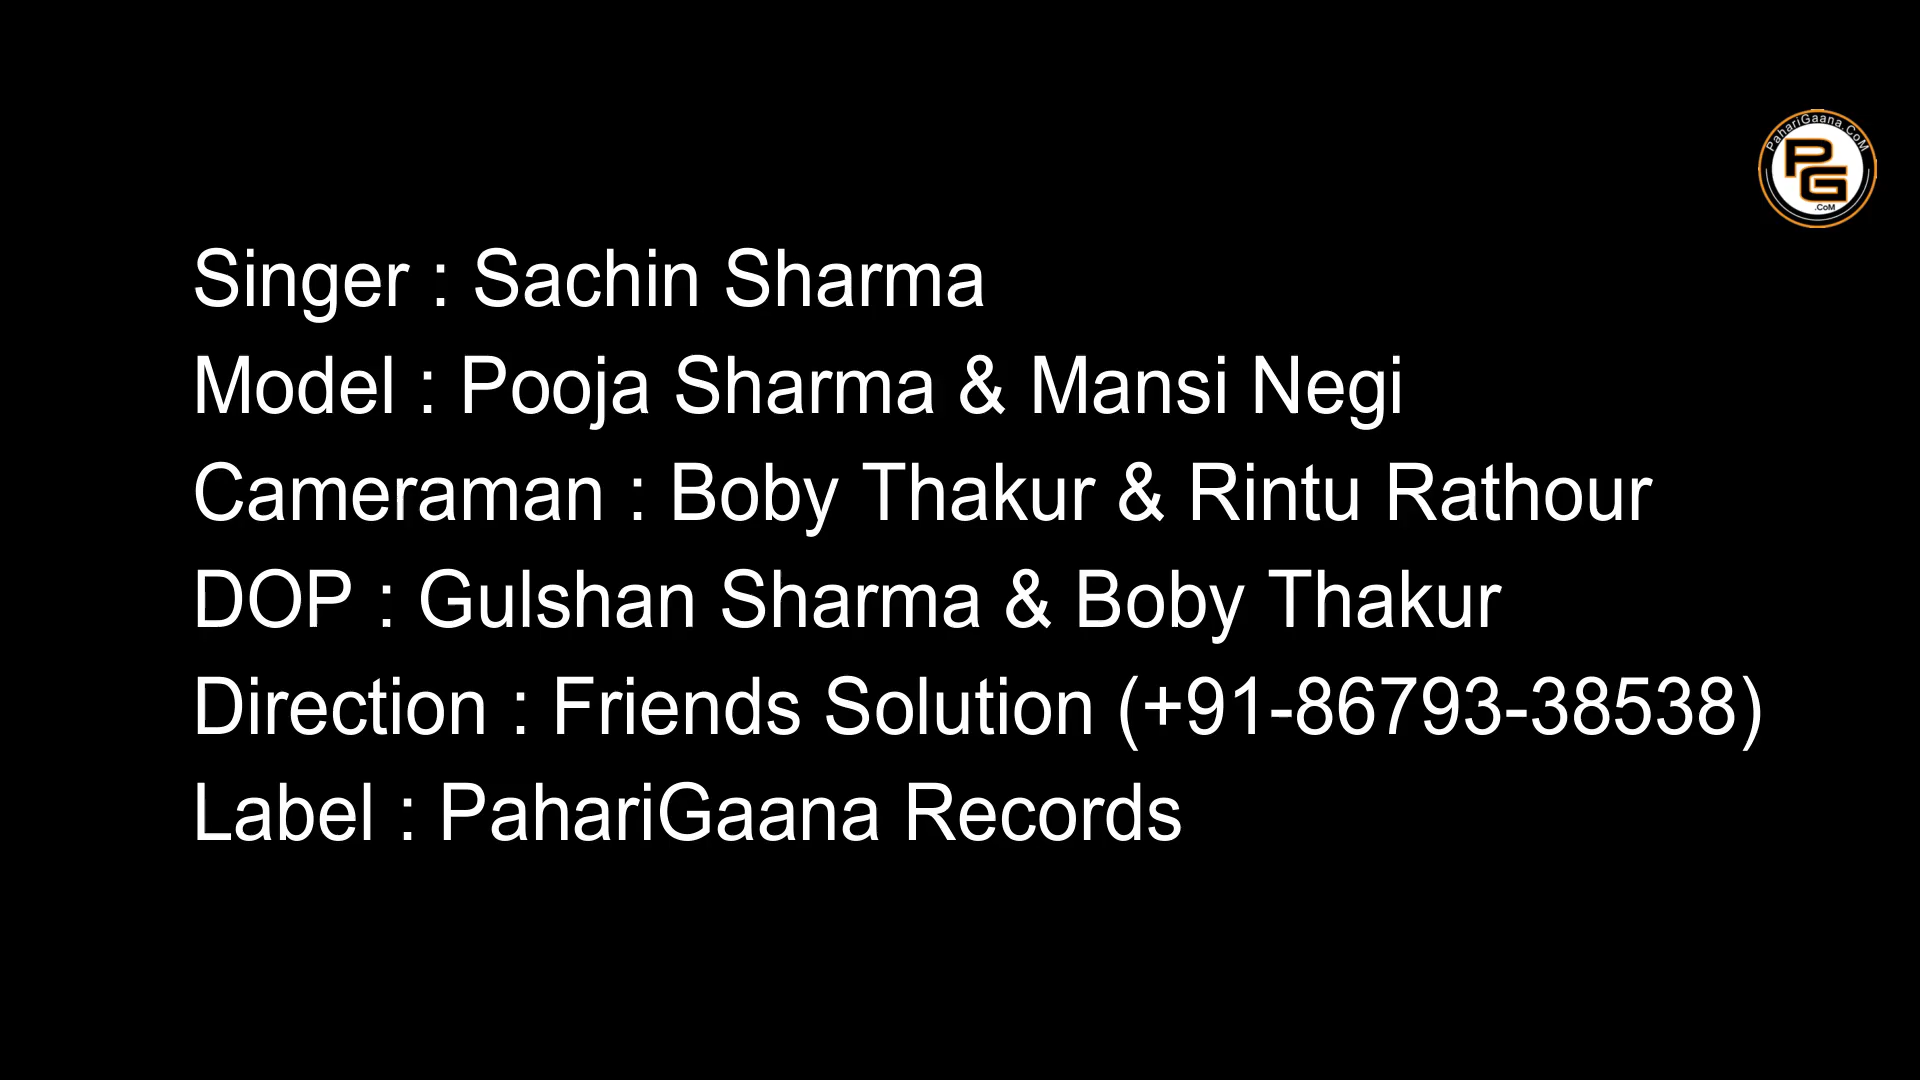 PahariGaana.CoM
PG
.CoM
Singer : Sachin Sharma
Model : Pooja Sharma & Mansi Negi
Cameraman : Boby Thakur & Rintu Rathour
DOP : Gulshan Sharma & Boby Thakur
Direction : Friends Solution (+91-86793-38538)
Label : PahariGaana Records